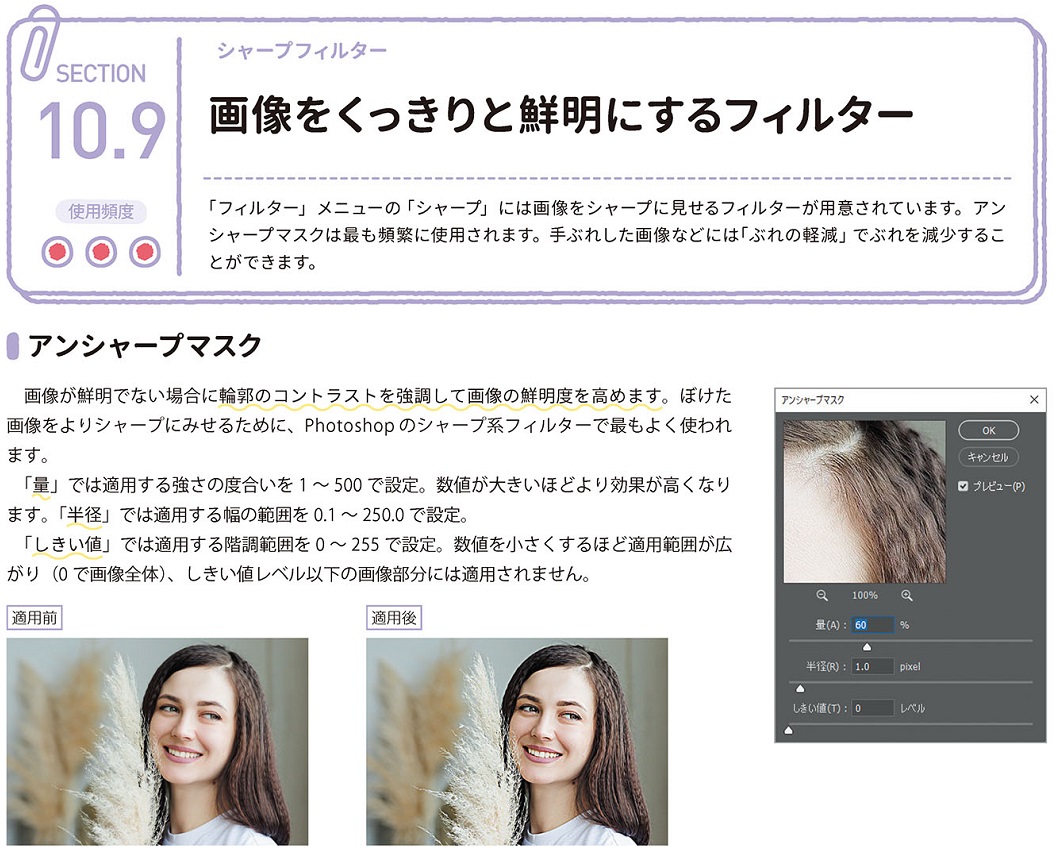 シャープフィルター
SECTION
10.9
画像をくっきりと鮮明にするフィルター
使用頻度
「フィルター」メニューの「シャープ」には画像をシャープに見せるフィルターが用意されています。アン
シャープマスクは最も頻繁に使用されます。手ぶれした画像などには「ぶれの軽減」でぶれを減少するこ
とができます。
アンシャープマスク
画像が鮮明でない場合に輪郭のコントラストを強調して画像の鮮明度を高めます。ぼけた
画像をよりシャープにみせるために、Photoshop のシャープ系フィルターで最もよく使われ
ます。
「量」では適用する強さの度合いを 1 ～ 500 で設定。数値が大きいほどより効果が高くなり
ます。「半径」では適用する幅の範囲を 0.1 ～ 250.0 で設定。
「しきい値」では適用する階調範囲を 0 ～ 255 で設定。数値を小さくするほど適用範囲が広
がり（0 で画像全体）、しきい値レベル以下の画像部分には適用されません。
適用前
適用後
アンシャープマスク
OK
キャンセル
プレビュー(P)
100%
量(A)： 60 %
半径(R)： 1.0 pixel
しきい値(T)： 0 レベル